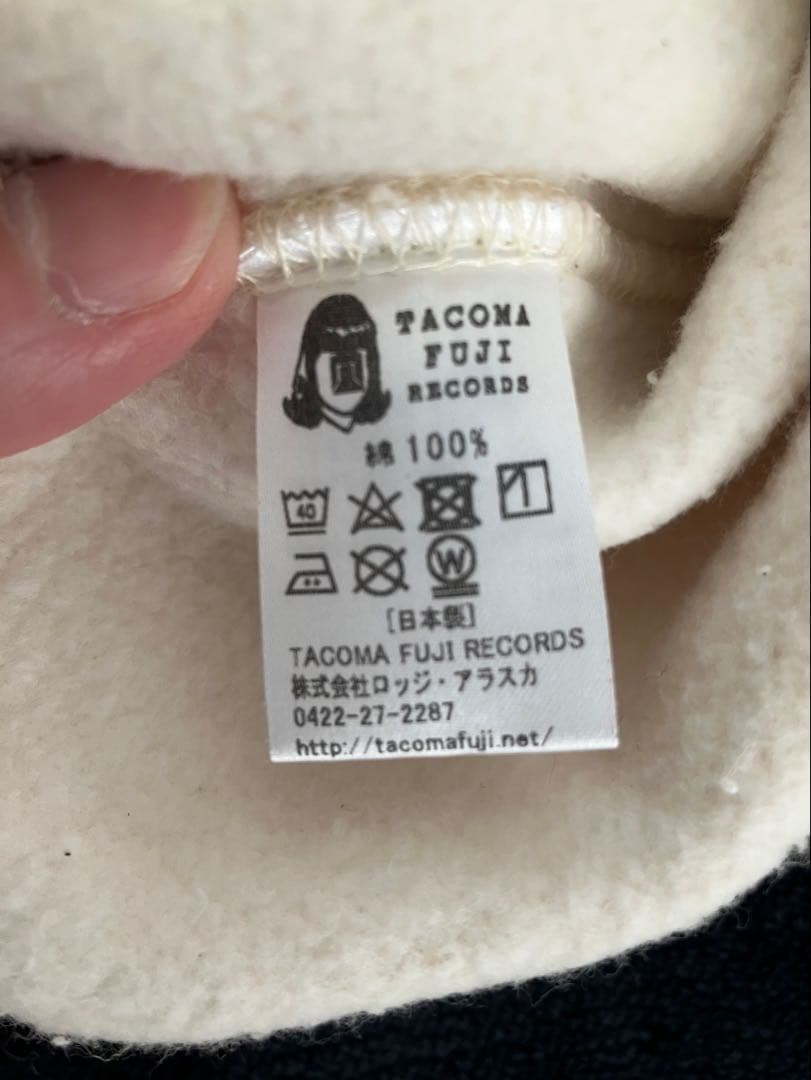 TACOMA
FUJI
RECORDS
綿 100%
40
W
[日本製]
TACOMA FUJI RECORDS
株式会社ロッジ・アラスカ
0422-27-2287
http://tacomafuji.net/